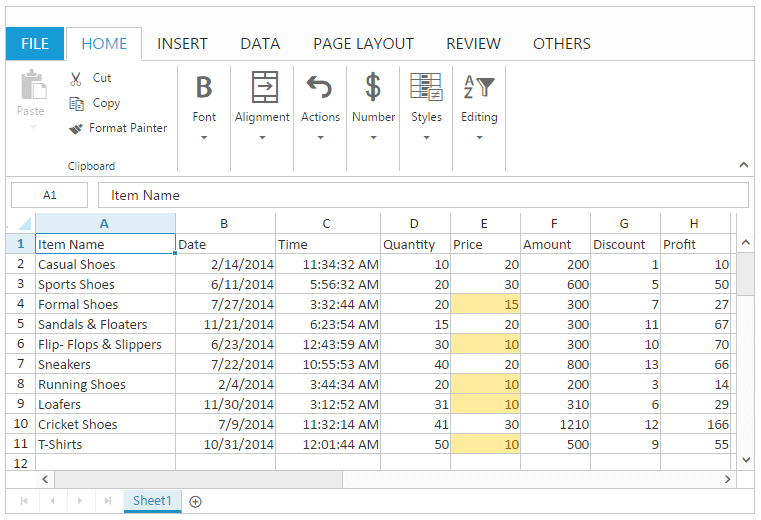 FILE HOME INSERT DATA PAGE LAYOUT REVIEW OTHERS
Paste
Cut
Copy
Format Painter
Clipboard
B
Font
Alignment
Actions
$
Number
Styles
A
Z
Editing
A1 Item Name
A B C D E F G H
1 Item Name Date Time Quantity Price Amount Discount Profit
2 Casual Shoes 2/14/2014 11:34:32 AM 10 20 200 1 10
3 Sports Shoes 6/11/2014 5:56:32 AM 20 30 600 5 50
4 Formal Shoes 7/27/2014 3:32:44 AM 20 15 300 7 27
5 Sandals & Floaters 11/21/2014 6:23:54 AM 15 20 300 11 67
6 Flip- Flops & Slippers 6/23/2014 12:43:59 AM 30 10 300 10 70
7 Sneakers 7/22/2014 10:55:53 AM 40 20 800 13 66
8 Running Shoes 2/4/2014 3:44:34 AM 20 10 200 3 14
9 Loafers 11/30/2014 3:12:52 AM 31 10 310 6 29
10 Cricket Shoes 7/9/2014 11:32:14 AM 41 30 1210 12 166
11 T-Shirts 10/31/2014 12:01:44 AM 50 10 500 9 55
12
Sheet1